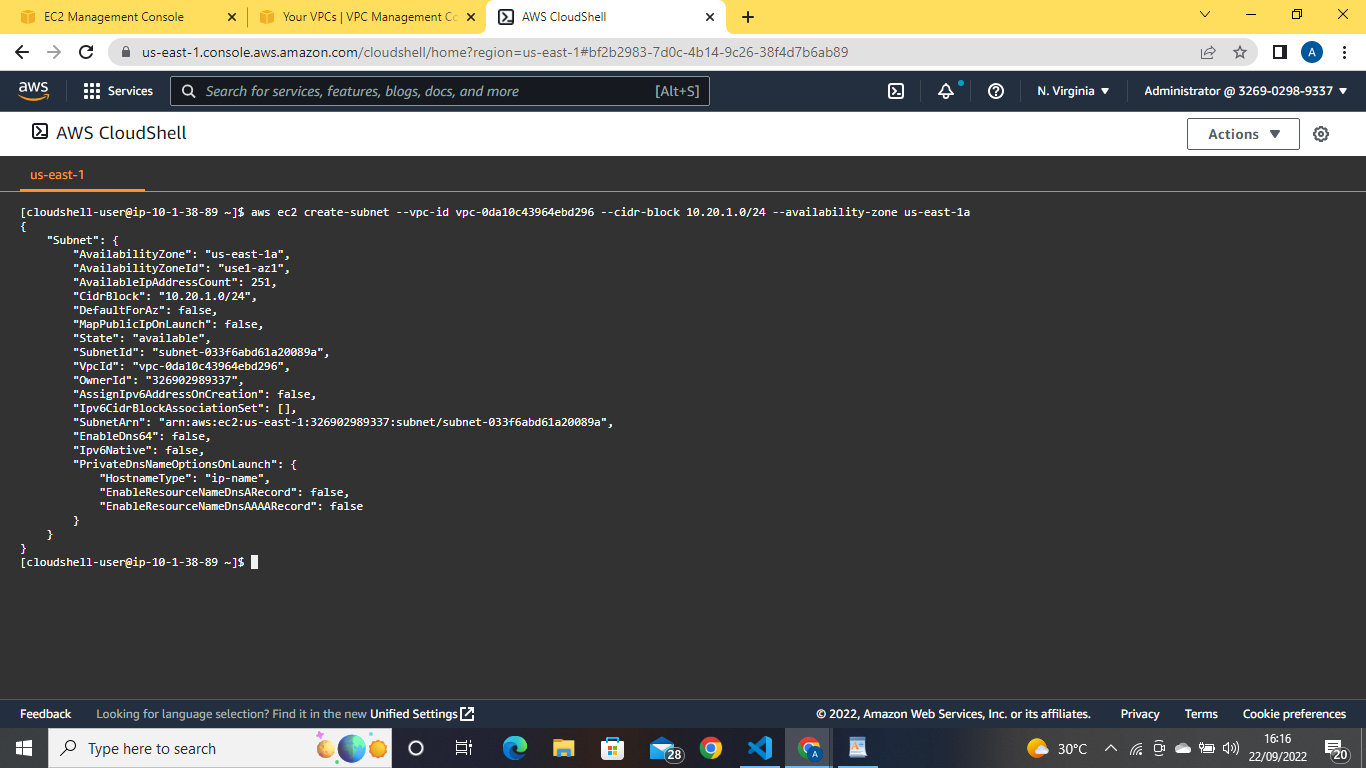 EC2 Management Console
Your VPCs | VPC Management Co
AWS CloudShell
us-east-1.console.aws.amazon.com/cloudshell/home?region=us-east-1#bf2b2983-7d0c-4b14-9c26-38f4d7b6ab89
A
aws
Services
Search for services, features, blogs, docs, and more
[Alt+S]
N. Virginia
Administrator @ 3269-0298-9337
AWS CloudShell
Actions
us-east-1
[cloudshell-user@ip-10-1-38-89 ~]$ aws ec2 create-subnet --vpc-id vpc-0da10c43964ebd296 --cidr-block 10.20.1.0/24 --availability-zone us-east-1a
{
    "Subnet": {
        "AvailabilityZone": "us-east-1a",
        "AvailabilityZoneId": "use1-az1",
        "AvailableIpAddressCount": 251,
        "CidrBlock": "10.20.1.0/24",
        "DefaultForAz": false,
        "MapPublicIpOnLaunch": false,
        "State": "available",
        "SubnetId": "subnet-033f6abd61a20089a",
        "VpcId": "vpc-0da10c43964ebd296",
        "OwnerId": "326902989337",
        "AssignIpv6AddressOnCreation": false,
        "Ipv6CidrBlockAssociationSet": [],
        "SubnetArn": "arn:aws:ec2:us-east-1:326902989337:subnet/subnet-033f6abd61a20089a",
        "EnableDns64": false,
        "Ipv6Native": false,
        "PrivateDnsNameOptionsOnLaunch": {
            "HostnameType": "ip-name",
            "EnableResourceNameDnsARecord": false,
            "EnableResourceNameDnsAAAARecord": false
        }
    }
}
[cloudshell-user@ip-10-1-38-89 ~]$
Feedback
Looking for language selection? Find it in the new Unified Settings
© 2022, Amazon Web Services, Inc. or its affiliates.
Privacy
Terms
Cookie preferences
Type here to search
28
A
30°C
16:16
22/09/2022
20